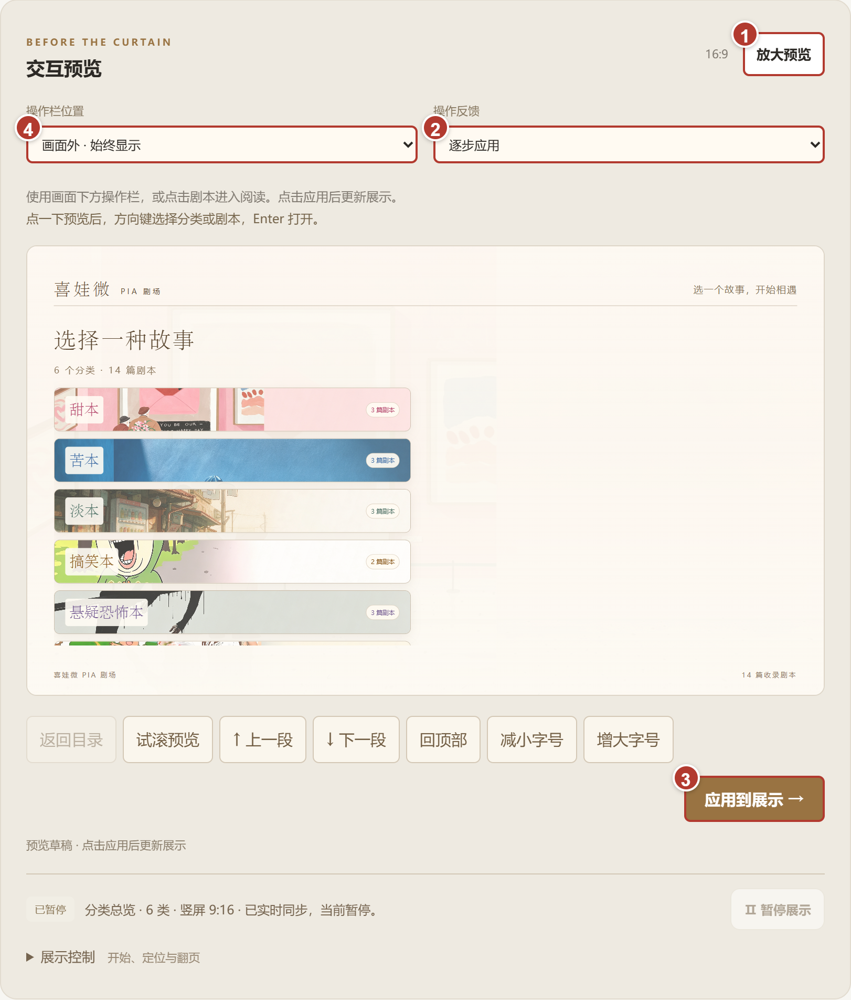 BEFORE THE CURTAIN
交互预览
16:9
1
放大预览
操作栏位置
操作反馈
4
画面外 · 始终显示
2
逐步应用
使用画面下方操作栏，或点击剧本进入阅读。点击应用后更新展示。
点一下预览后，方向键选择分类或剧本，Enter 打开。
喜娃微 PIA 剧场
选一个故事，开始相遇
选择一种故事
6 个分类 · 14 篇剧本
甜本
YOU BE OUR –
HAPPY DAY
3 篇剧本
苦本
3 篇剧本
淡本
3 篇剧本
搞笑本
2 篇剧本
悬疑恐怖本
3 篇剧本
喜娃微 PIA 剧场
14 篇收录剧本
返回目录
试滚预览
↑ 上一段
↓ 下一段
回顶部
减小字号
增大字号
3
应用到展示 →
预览草稿 · 点击应用后更新展示
已暂停
分类总览 · 6 类 · 竖屏 9:16 · 已实时同步，当前暂停。
暂停展示
▶ 展示控制 开始、定位与翻页